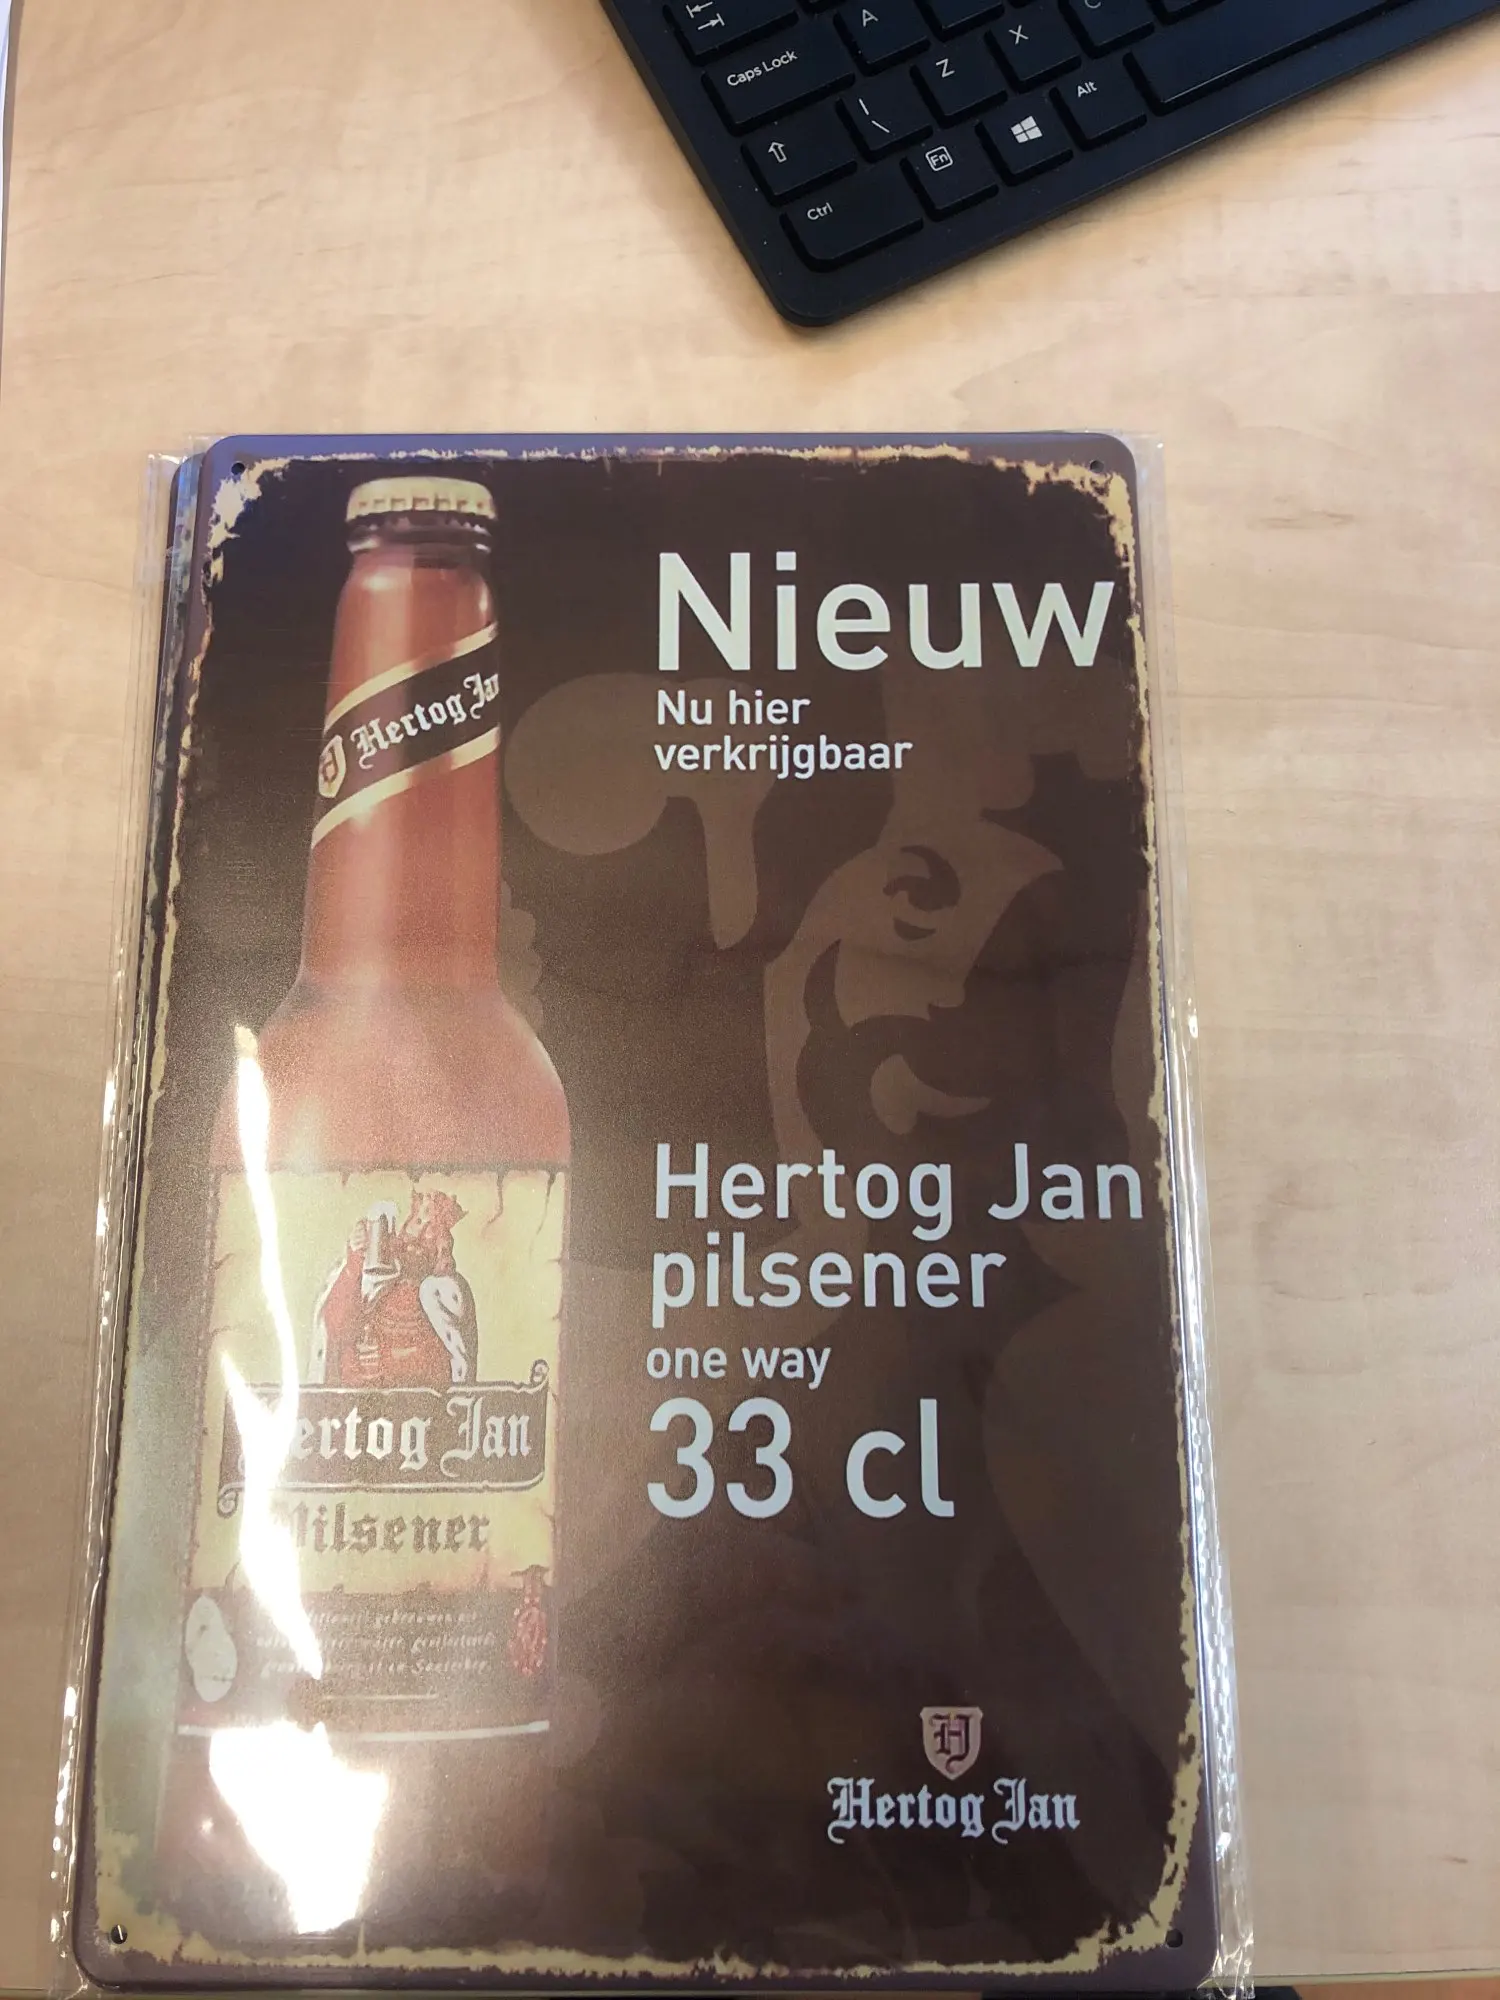 A
Caps Lock
Z
X
Alt
Fn
Ctrl
Nieuw
Hertog Jan
Nu hier
verkrijgbaar
Hertog Jan
pilsener
one way
33 cl
Hertog Jan
Pilsener
H
Hertog Jan